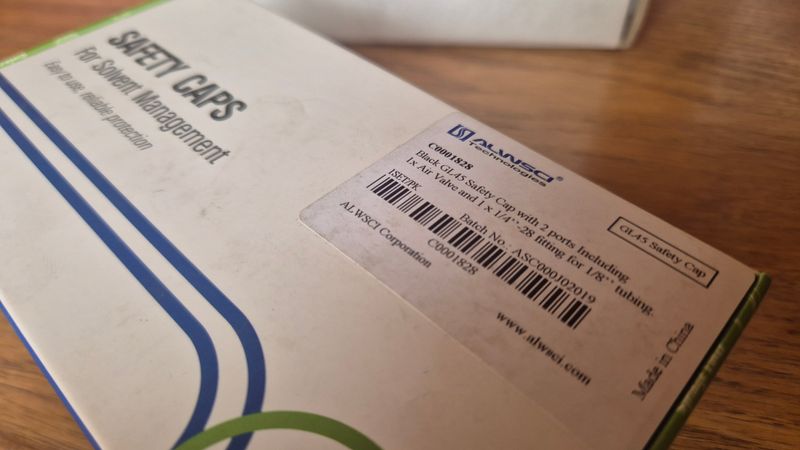 SAFETY CAPS
For Solvent Management
Easy to use, reliable protection
ALWSCI®
Technologies
C0001828
Black GL45 Safety Cap with 2 ports Including
1x Air Valve and 1 x 1/4"-28 fitting for 1/8" tubing.
1SET/PK
Batch No.: ASC000J02019
C0001828
ALWSCI Corporation
www.alwsci.com
GL45 Safety Cap
Made in China